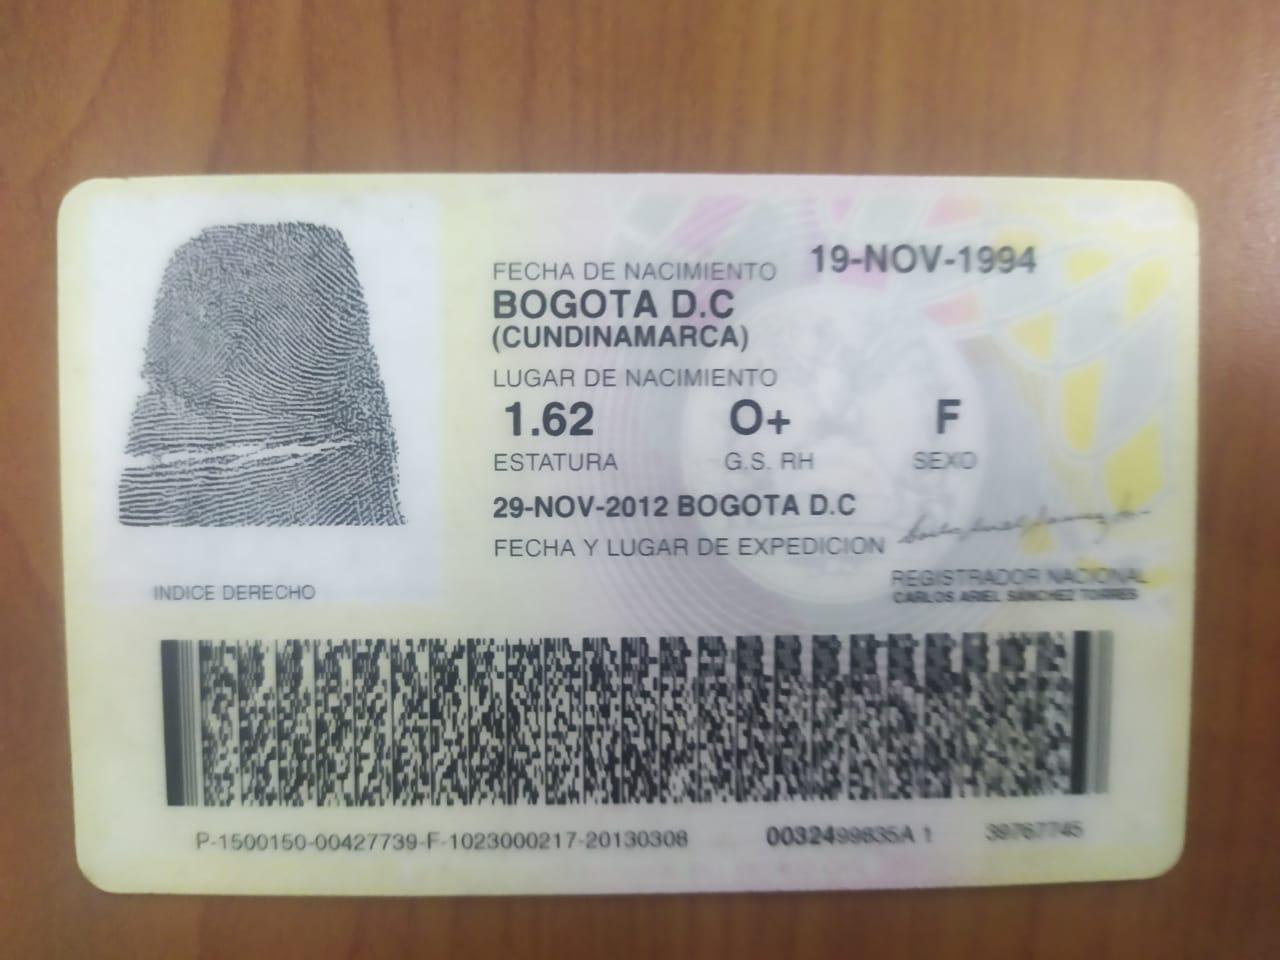 FECHA DE NACIMIENTO 19-NOV-1994
BOGOTA D.C
(CUNDINAMARCA)
LUGAR DE NACIMIENTO
1.62 O+ F
ESTATURA G.S. RH SEXO
29-NOV-2012 BOGOTA D.C
FECHA Y LUGAR DE EXPEDICION
INDICE DERECHO
REGISTRADOR NACIONAL
CARLOS ARIEL SÁNCHEZ TORRES
P-1500150-00427739-F-1023000217-20130308 0032499835A 1 39767745